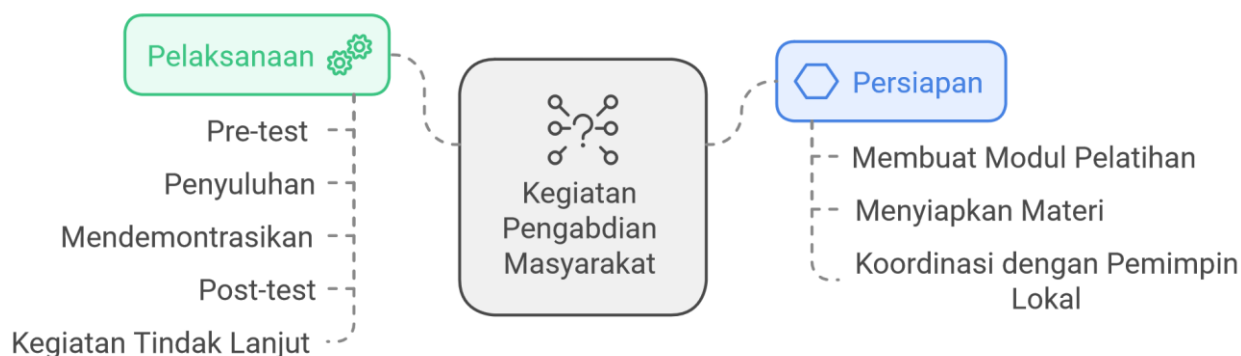 Pelaksanaan
Pre-test
Penyuluhan
Mendemontrasikan
Post-test
Kegiatan Tindak Lanjut
Kegiatan
Pengabdian
Masyarakat
Persiapan
Membuat Modul Pelatihan
Menyiapkan Materi
Koordinasi dengan Pemimpin
Lokal